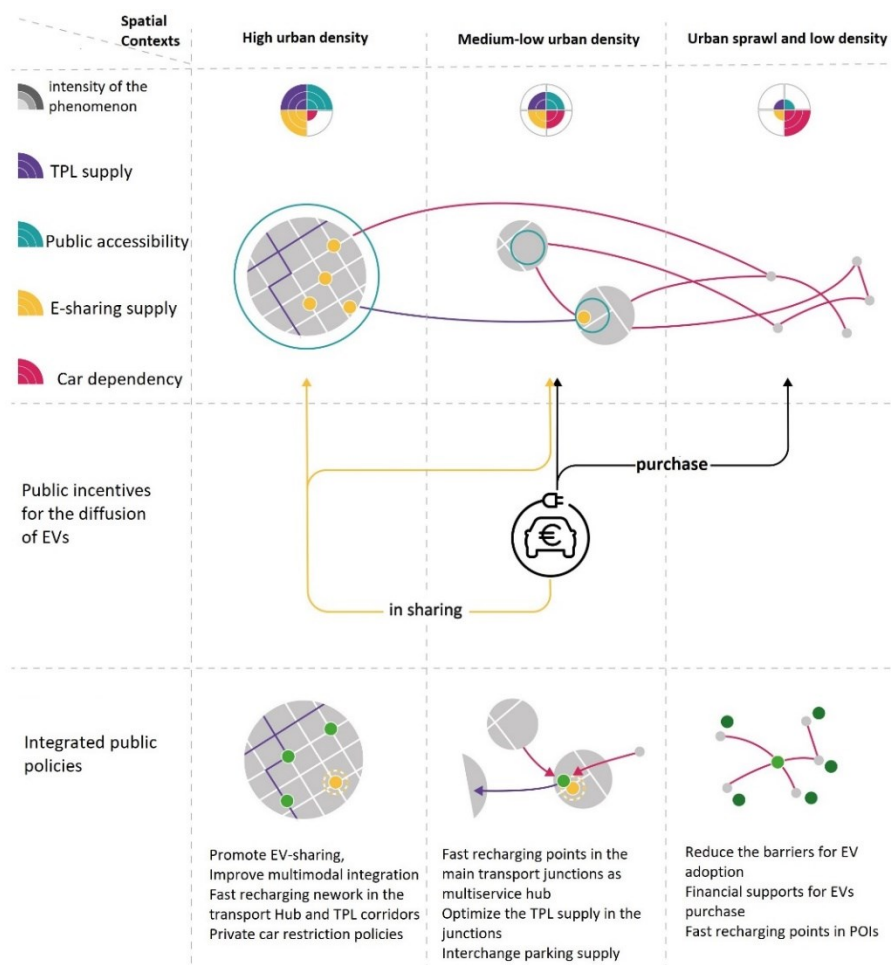 Spatial
Contexts
High urban density
Medium-low urban density
Urban sprawl and low density
intensity of the
phenomenon
TPL supply
Public accessibility
E-sharing supply
Car dependency
Public incentives
for the diffusion
of EVs
purchase
€
in sharing
Integrated public
policies
Promote EV-sharing,
Improve multimodal integration
Fast recharging nework in the
transport Hub and TPL corridors
Private car restriction policies
Fast recharging points in the
main transport junctions as
multiservice hub
Optimize the TPL supply in the
junctions
Interchange parking supply
Reduce the barriers for EV
adoption
Financial supports for EVs
purchase
Fast recharging points in POIs